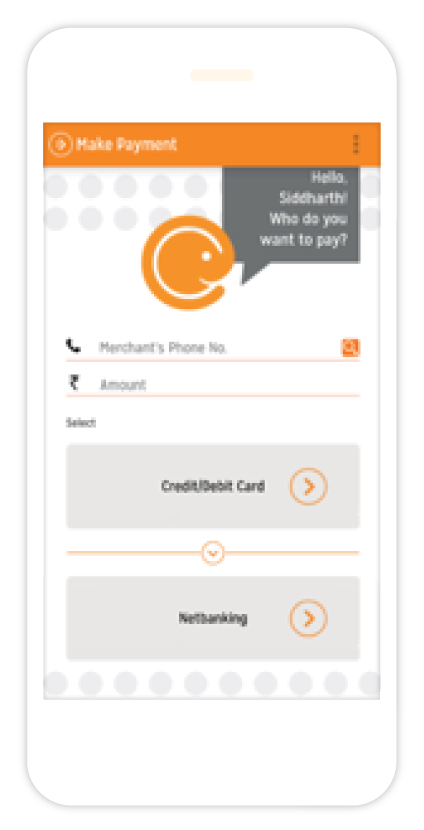 Make Payment
Hello,
Siddharth!
Who do you
want to pay?
Merchant's Phone No.
₹ Amount
Select
Credit/Debit Card
Netbanking